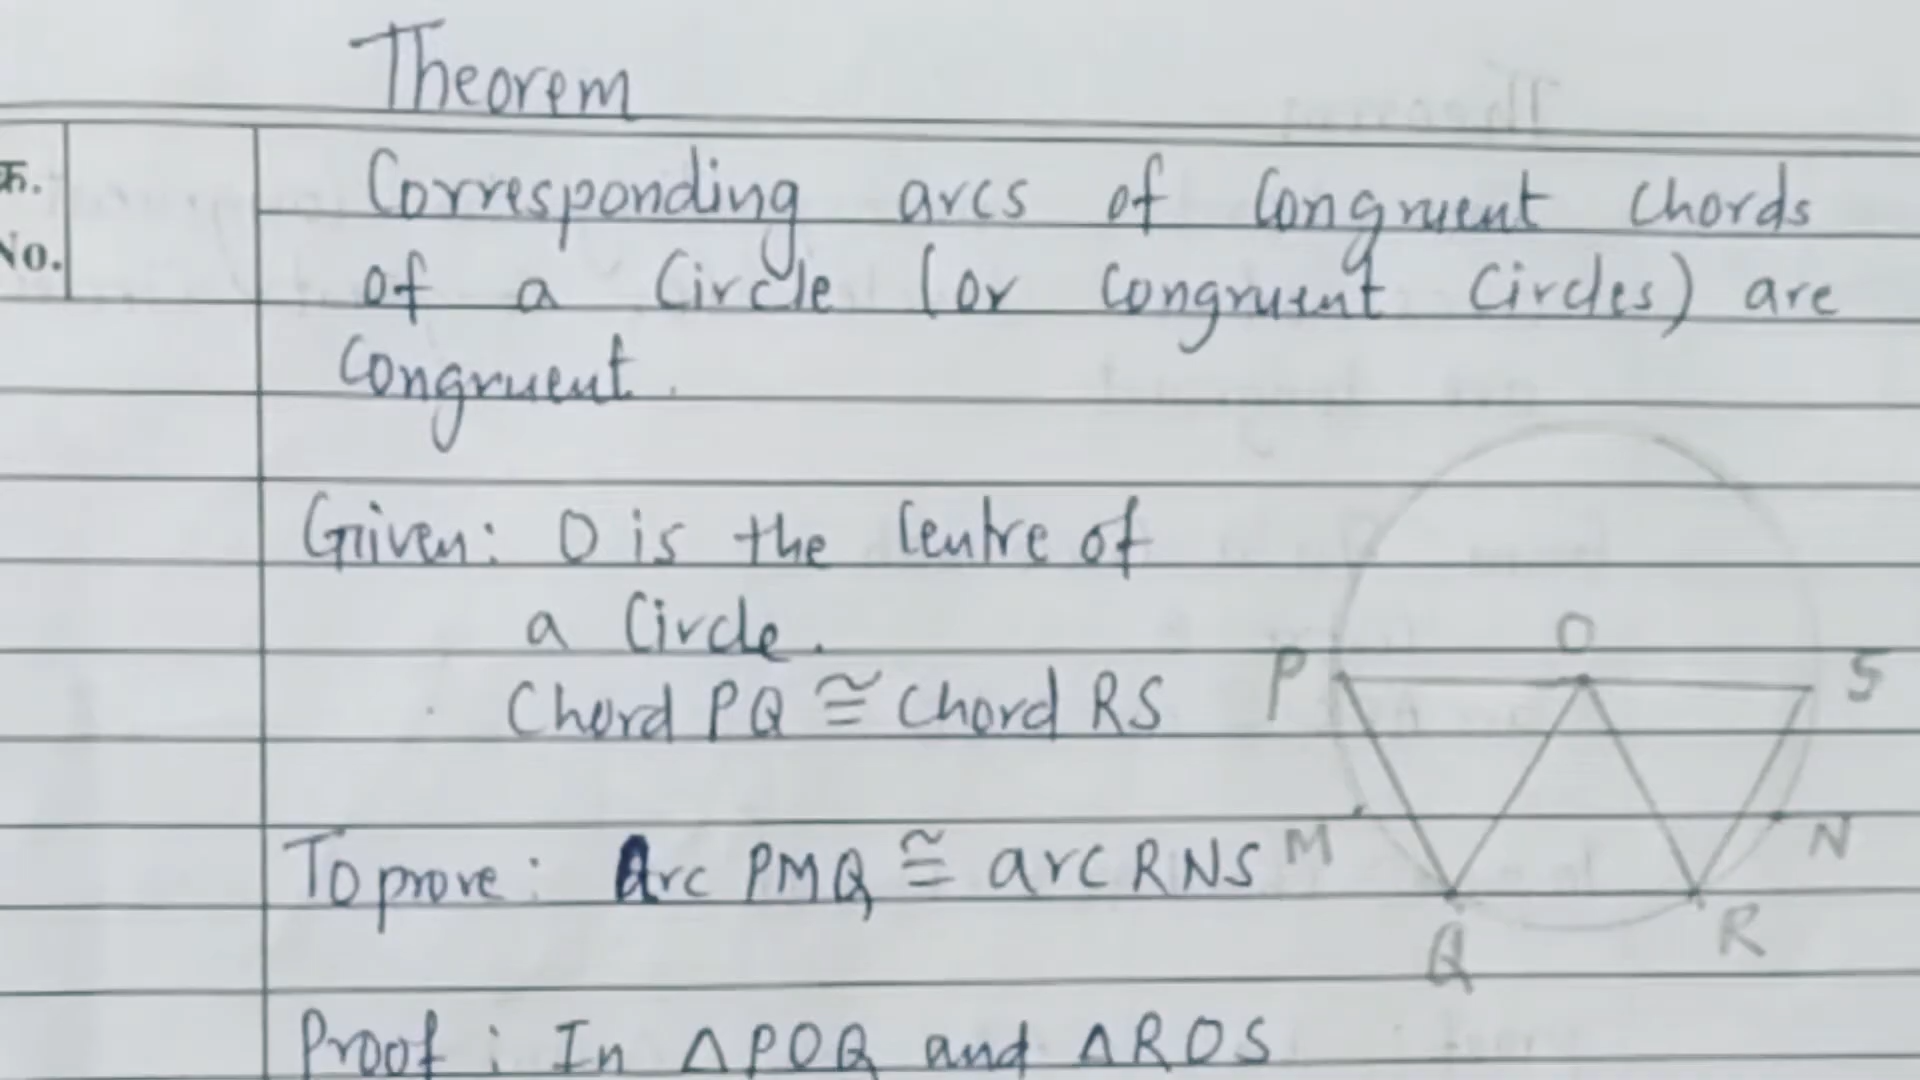 Theorem
क्र.
No.
Corresponding arcs of Congruent chords
of a Circle (or Congruent Circles) are
Congruent.
Given: O is the Centre of
a Circle.
Chord PQ ≅ Chord RS
O
P
S
To prove: Arc PMQ ≅ arc RNS
M
N
Q
R
Proof: In △POQ and △ROS